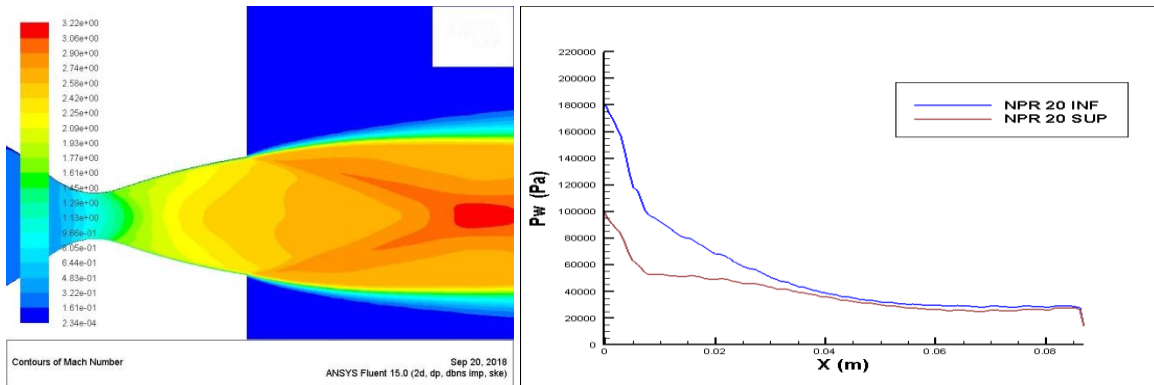 3.22e+00
3.06e+00
2.90e+00
2.74e+00
2.58e+00
2.42e+00
2.25e+00
2.09e+00
1.93e+00
1.77e+00
1.61e+00
1.45e+00
1.29e+00
1.13e+00
9.66e-01
8.05e-01
6.44e-01
4.83e-01
3.22e-01
1.61e-01
2.34e-04
Contours of Mach Number
Sep 20, 2018
ANSYS Fluent 15.0 (2d, dp, dbns imp, ske)
220000
200000
180000
160000
140000
120000
100000
80000
60000
40000
20000
0
Pw (Pa)
NPR 20 INF
NPR 20 SUP
0
0.02
0.04
0.06
0.08
X (m)